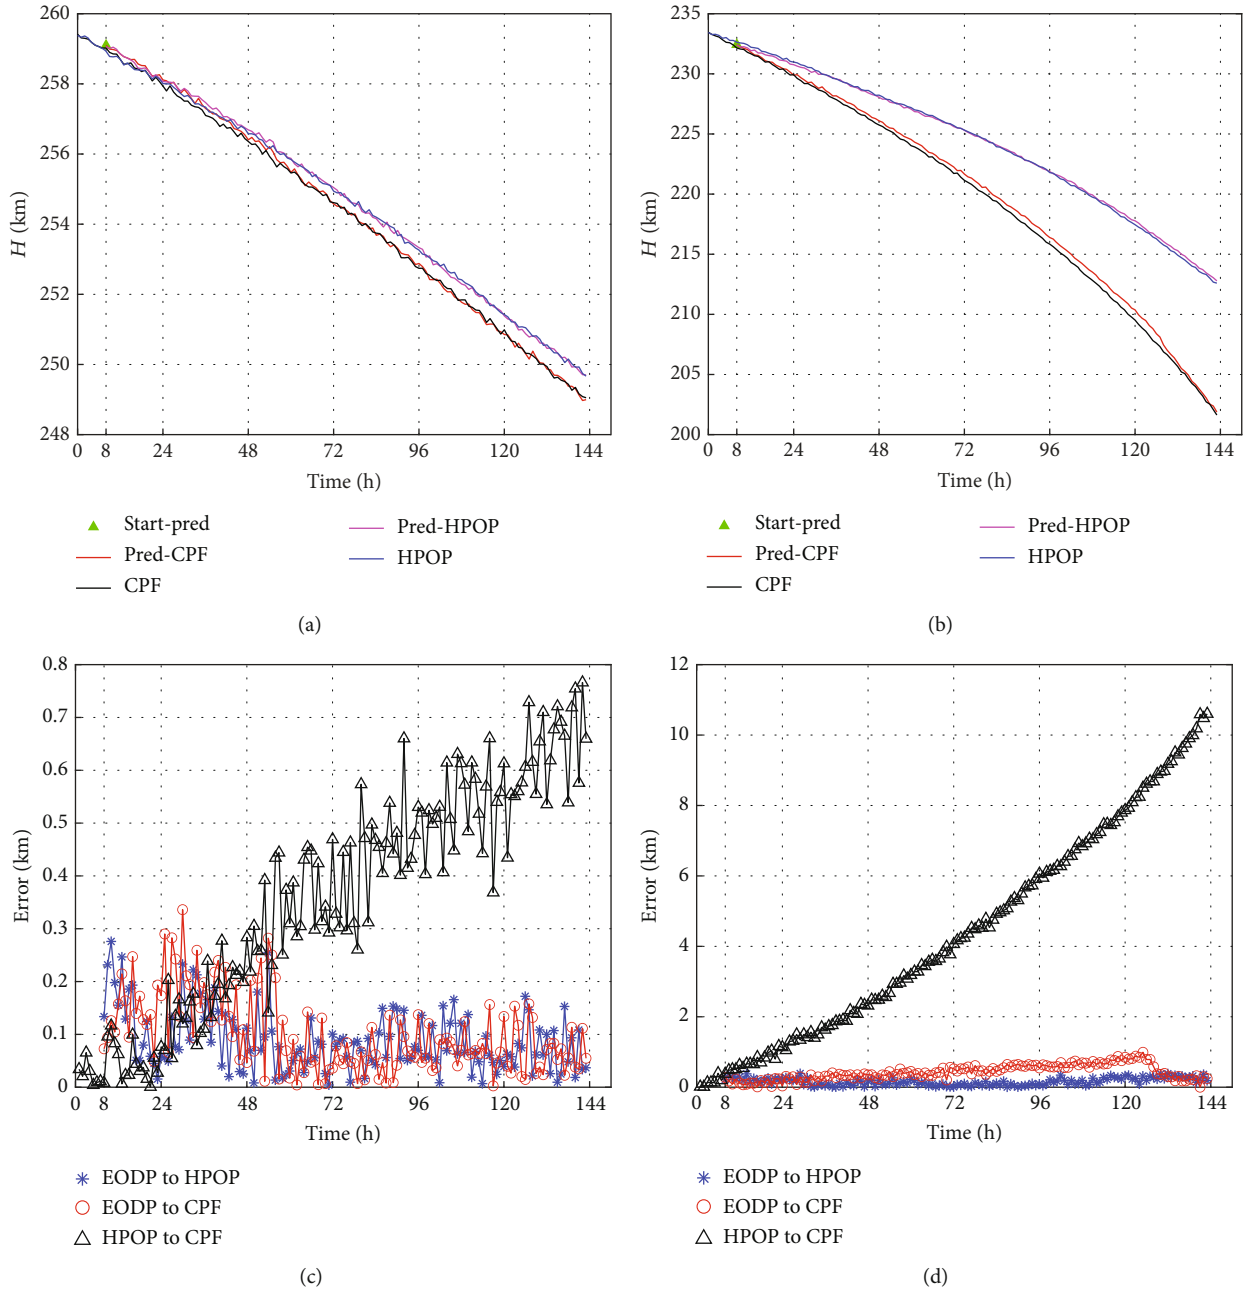 260
258
256
254
252
250
248
H (km)
0 8 24 48 72 96 120 144
Time (h)
Start-pred
Pred-CPF
CPF
Pred-HPOP
HPOP
(a)
235
230
225
220
215
210
205
200
H (km)
0 8 24 48 72 96 120 144
Time (h)
Start-pred
Pred-CPF
CPF
Pred-HPOP
HPOP
(b)
0.8
0.7
0.6
0.5
0.4
0.3
0.2
0.1
0
Error (km)
0 8 24 48 72 96 120 144
Time (h)
EODP to HPOP
EODP to CPF
HPOP to CPF
(c)
12
10
8
6
4
2
0
Error (km)
0 8 24 48 72 96 120 144
Time (h)
EODP to HPOP
EODP to CPF
HPOP to CPF
(d)